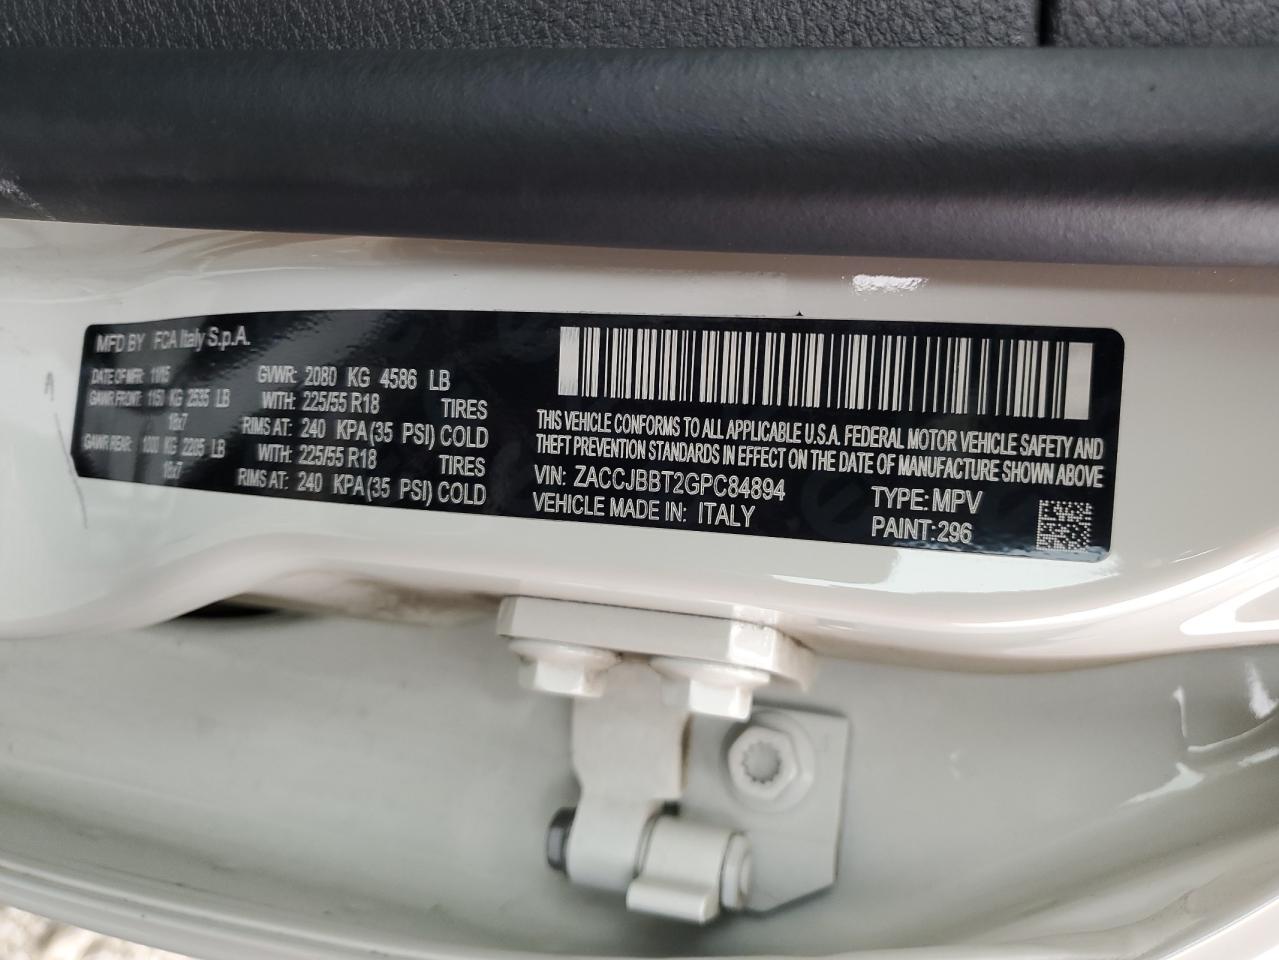 MFD BY FCA Italy S.p.A.
DATE OF MFR: 11/15 GVWR: 2080 KG 4586 LB
GAWR FRONT: 1150 KG 2535 LB WITH: 225/55 R18 TIRES
18x7 RIMS AT: 240 KPA(35 PSI) COLD
GAWR REAR: 1000 KG 2205 LB WITH: 225/55 R18 TIRES
18x7 RIMS AT: 240 KPA(35 PSI) COLD
THIS VEHICLE CONFORMS TO ALL APPLICABLE U.S.A. FEDERAL MOTOR VEHICLE SAFETY AND
THEFT PREVENTION STANDARDS IN EFFECT ON THE DATE OF MANUFACTURE SHOWN ABOVE
VIN: ZACCJBBT2GPC84894 TYPE: MPV
VEHICLE MADE IN: ITALY PAINT: 296